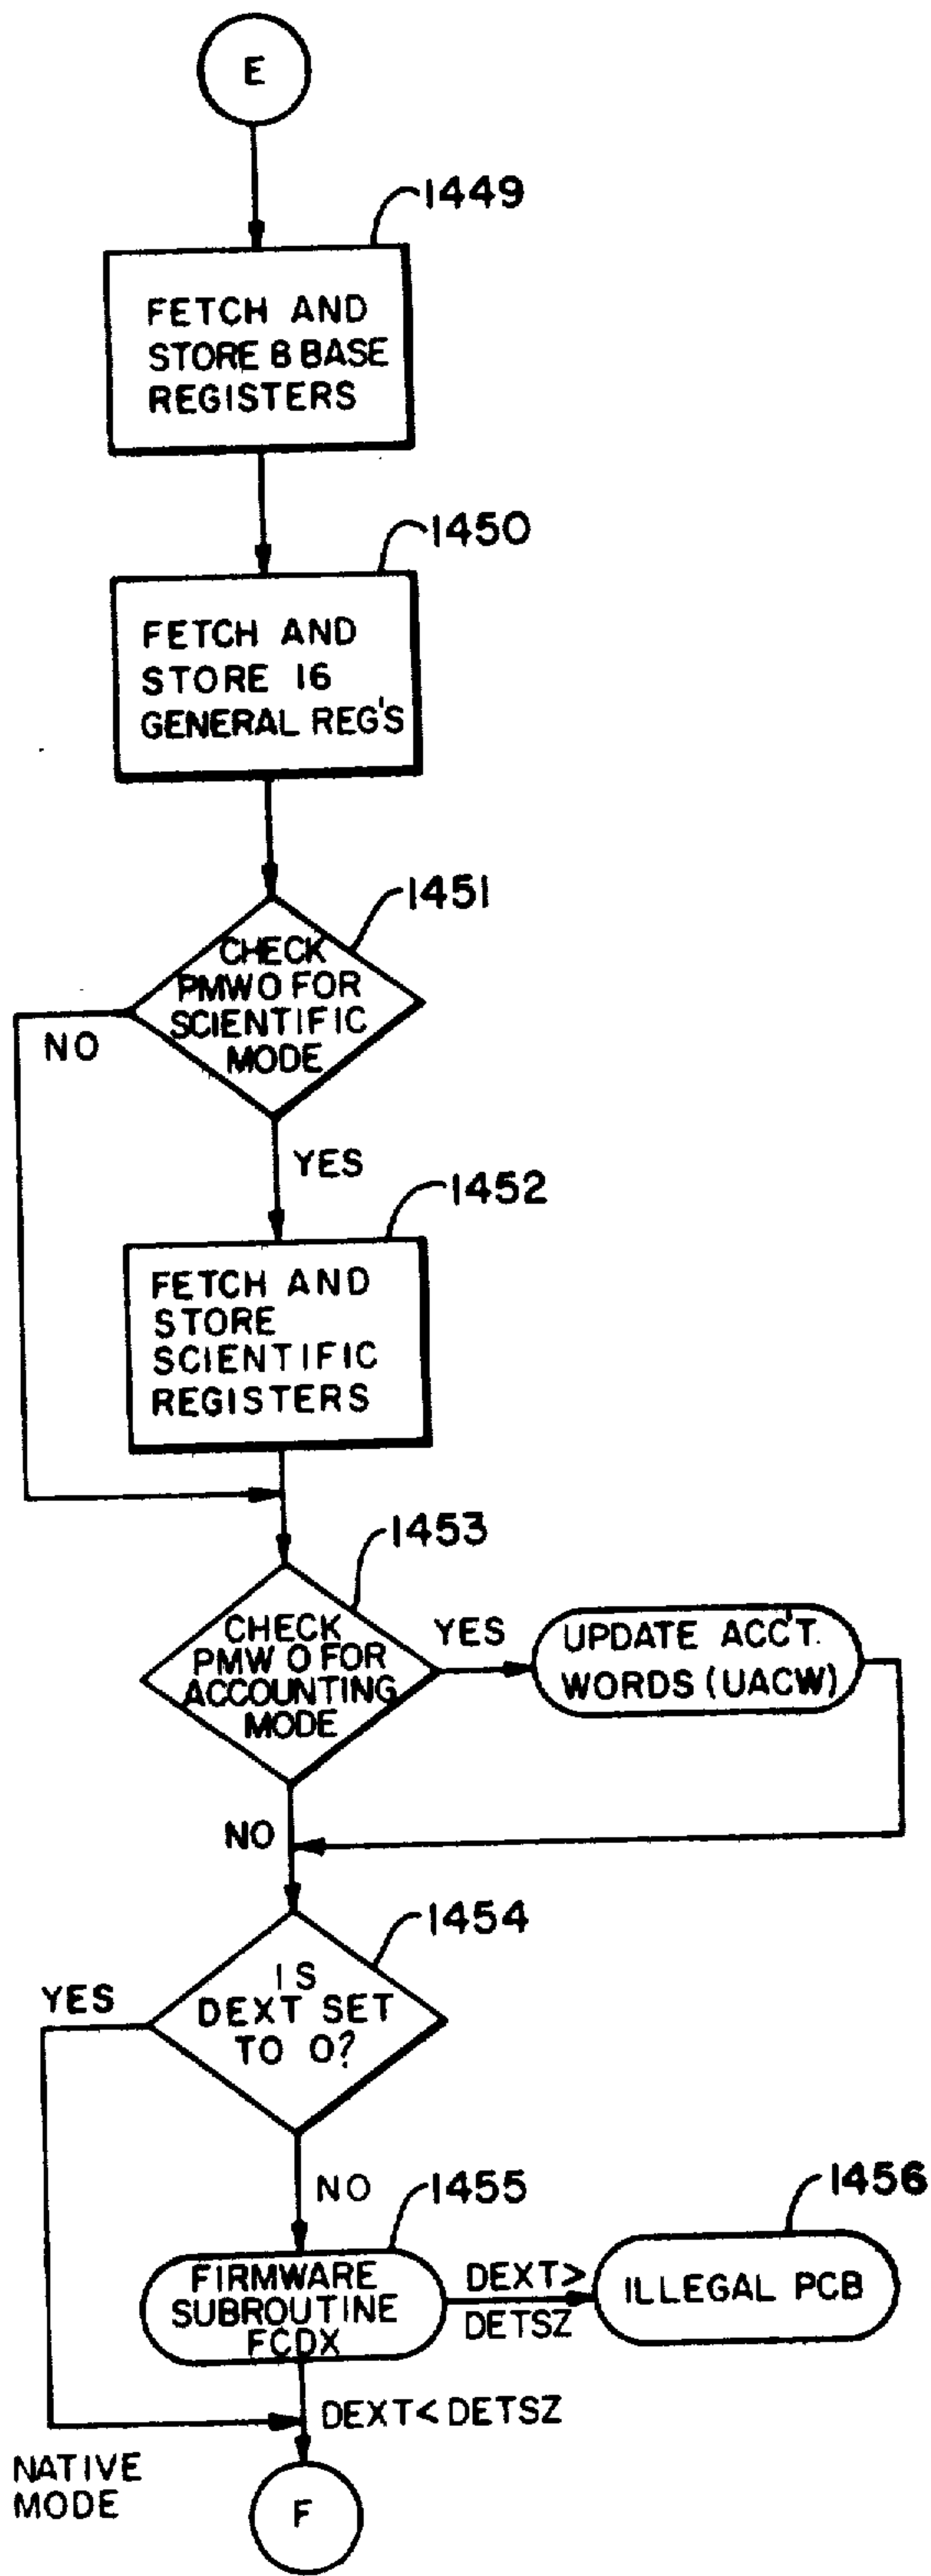 E
1449
FETCH AND
STORE 8 BASE
REGISTERS
1450
FETCH AND
STORE 16
GENERAL REG'S
1451
CHECK
PMW0 FOR
SCIENTIFIC
MODE
NO
YES
1452
FETCH AND
STORE
SCIENTIFIC
REGISTERS
1453
CHECK
PMW 0 FOR
ACCOUNTING
MODE
YES
UPDATE ACC'T.
WORDS (UACW)
NO
1454
IS
DEXT SET
TO 0?
YES
NO
1455
FIRMWARE
SUBROUTINE
FCDX
DEXT>
DETSZ
1456
ILLEGAL PCB
DEXT<DETSZ
NATIVE
MODE
F